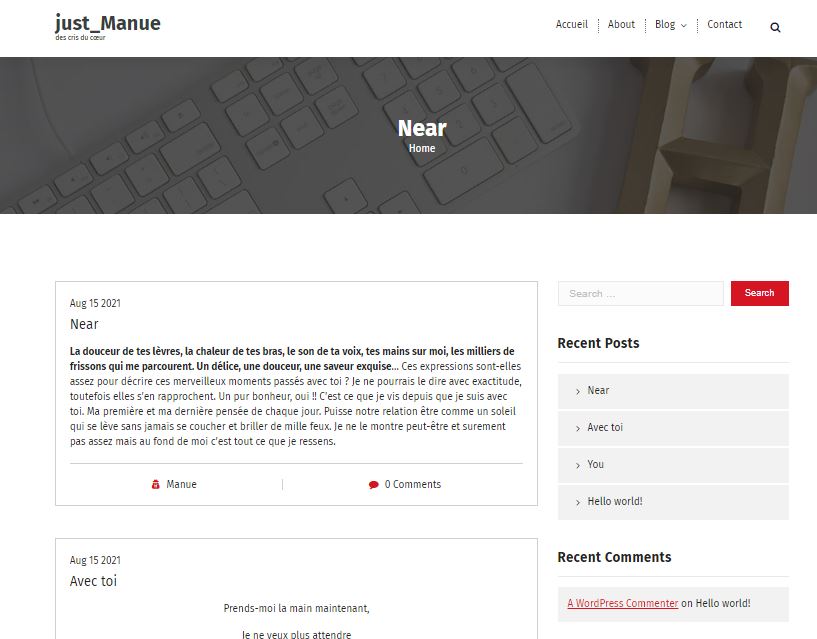 just_Manue
des cris du cœur
Accueil
About
Blog
Contact
Near
Home
Aug 15 2021
Near
La douceur de tes lèvres, la chaleur de tes bras, le son de ta voix, tes mains sur moi, les milliers de
frissons qui me parcourent. Un délice, une douceur, une saveur exquise… Ces expressions sont-elles
assez pour décrire ces merveilleux moments passés avec toi ? Je ne pourrais le dire avec exactitude,
toutefois elles s'en rapprochent. Un pur bonheur, oui !! C'est ce que je vis depuis que je suis avec
toi. Ma première et ma dernière pensée de chaque jour. Puisse notre relation être comme un soleil
qui se lève sans jamais se coucher et briller de mille feux. Je ne le montre peut-être et surement
pas assez mais au fond de moi c'est tout ce que je ressens.
Manue
0 Comments
Aug 15 2021
Avec toi
Prends-moi la main maintenant,
Je ne veux plus attendre
Search …
Search
Recent Posts
Near
Avec toi
You
Hello world!
Recent Comments
A WordPress Commenter on Hello world!